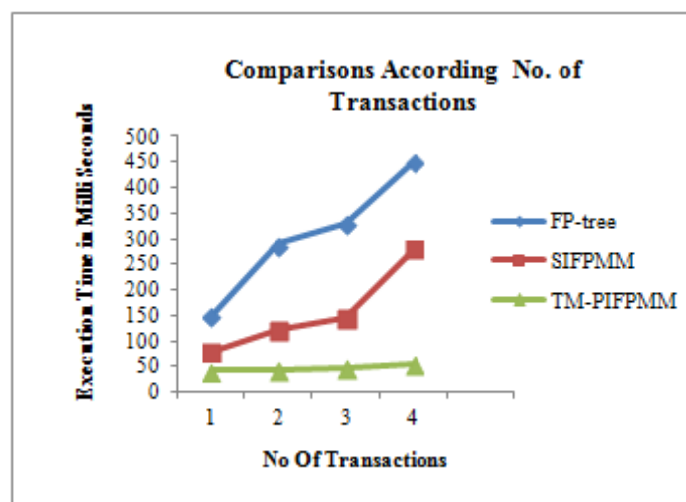 Comparisons According No. of
Transactions
Execution Time in Milli Seconds
500
450
400
350
300
250
200
150
100
50
0
1 2 3 4
No Of Transactions
FP-tree
SIFPMM
TM-PIFPMM